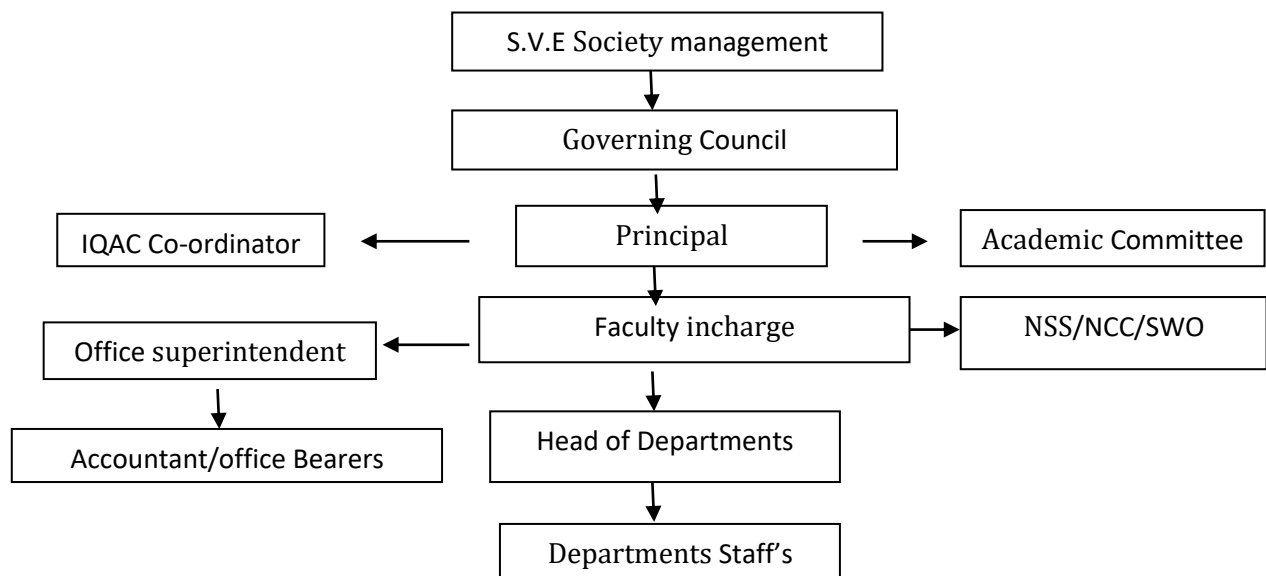 S.V.E Society management
Governing Council
IQAC Co-ordinator
Principal
Academic Committee
Office superintendent
Faculty incharge
NSS/NCC/SWO
Accountant/office Bearers
Head of Departments
Departments Staff’s